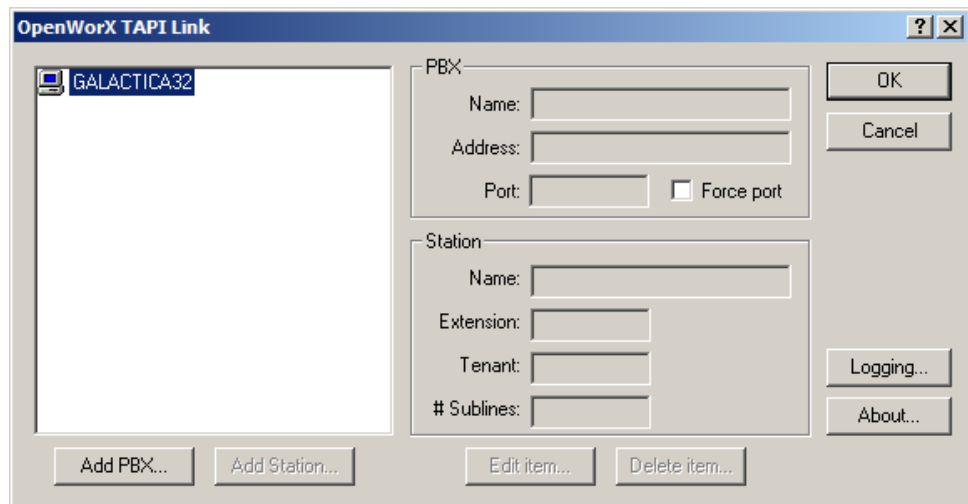 OpenWorX TAPI Link
GALACTICA32
PBX
Name:
Address:
Port:
Force port
Station
Name:
Extension:
Tenant:
# Sublines:
OK
Cancel
Logging...
About...
Add PBX...
Add Station...
Edit item...
Delete item...